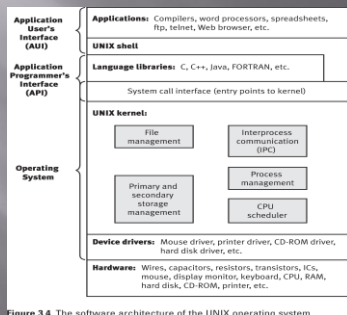 Application
User's
Interface
(AUI)
Applications: Compilers, word processors, spreadsheets,
ftp, telnet, Web browser, etc.
UNIX shell
Application
Programmer's
Interface
(API)
Language libraries: C, C++, Java, FORTRAN, etc.
System call interface (entry points to kernel)
Operating
System
UNIX kernel:
File
management
Interprocess
communication
(IPC)
Primary and
secondary
storage
management
Process
management
CPU
scheduler
Device drivers: Mouse driver, printer driver, CD-ROM driver,
hard disk driver, etc.
Hardware: Wires, capacitors, resistors, transistors, ICs,
mouse, display monitor, keyboard, CPU, RAM,
hard disk, CD-ROM, printer, etc.
Figure 3.4 The software architecture of the UNIX operating system